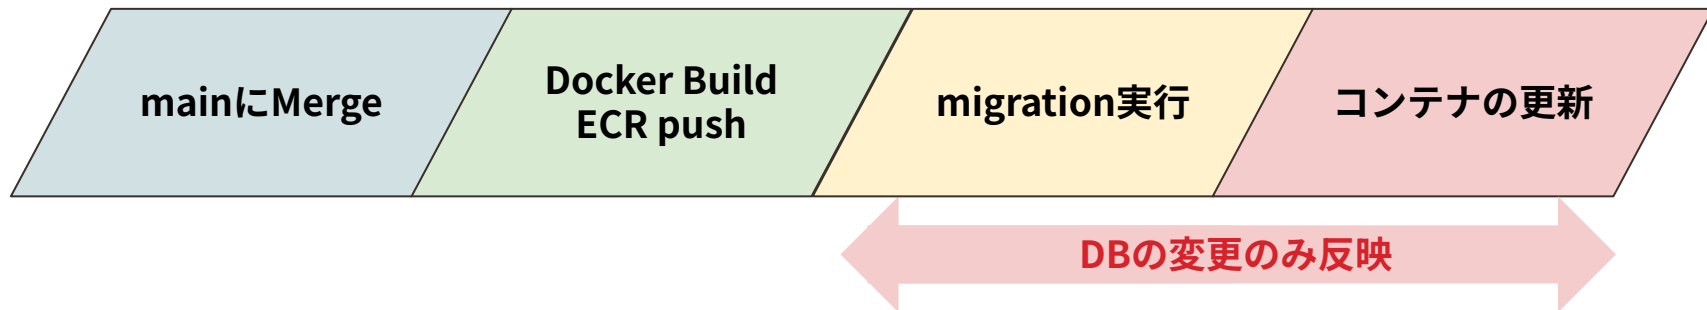 mainにMerge
Docker Build
ECR push
migration実行
コンテナの更新
DBの変更のみ反映